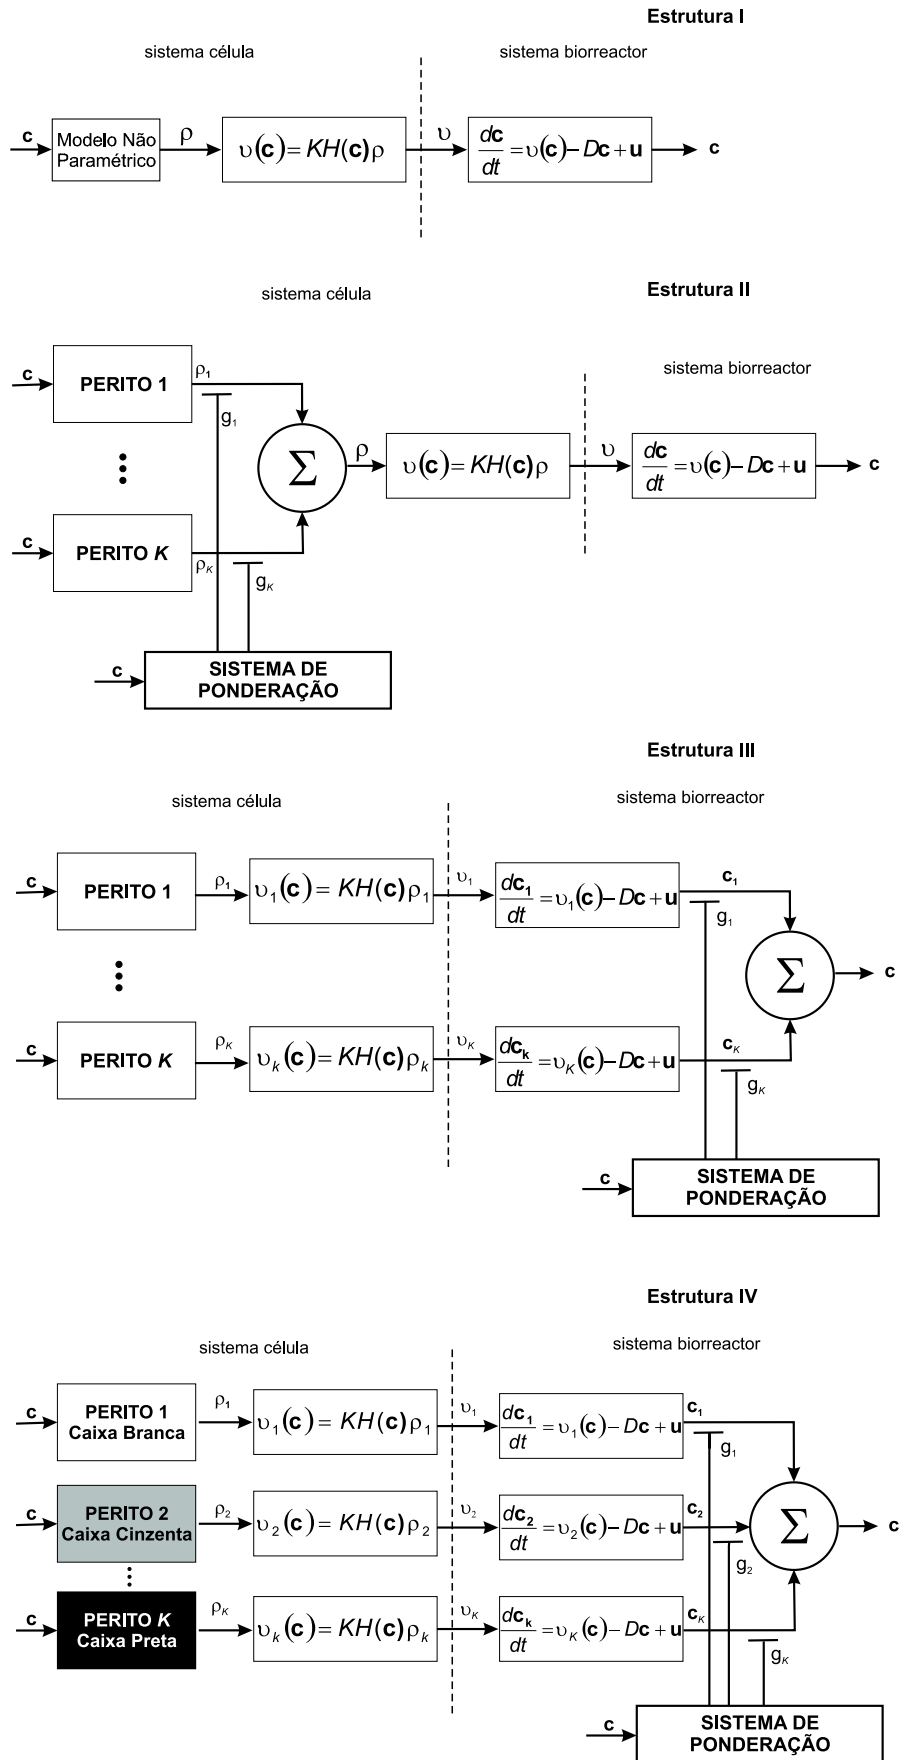 Estrutura I
sistema célula
sistema biorreactor
c
Modelo Não
Paramétrico
ρ
υ(c) = KH(c)ρ
υ
dc/dt = υ(c) − Dc + u
c
Estrutura II
sistema célula
sistema biorreactor
c
PERITO 1
ρ₁
g₁
c
PERITO K
ρ_K
g_K
Σ
ρ
υ(c) = KH(c)ρ
υ
dc/dt = υ(c) − Dc + u
c
c
SISTEMA DE
PONDERAÇÃO
Estrutura III
sistema célula
sistema biorreactor
c
PERITO 1
ρ₁
υ₁(c) = KH(c)ρ₁
υ₁
dc₁/dt = υ₁(c) − Dc + u
c₁
g₁
Σ
c
c
PERITO K
ρ_K
υ_k(c) = KH(c)ρ_k
υ_K
dc_k/dt = υ_K(c) − Dc + u
c_K
g_K
c
SISTEMA DE
PONDERAÇÃO
Estrutura IV
sistema célula
sistema biorreactor
c
PERITO 1
Caixa Branca
ρ₁
υ₁(c) = KH(c)ρ₁
υ₁
dc₁/dt = υ₁(c) − Dc + u
c₁
g₁
c
PERITO 2
Caixa Cinzenta
ρ₂
υ₂(c) = KH(c)ρ₂
υ₂
dc₂/dt = υ₂(c) − Dc + u
c₂
g₂
Σ
c
c
PERITO K
Caixa Preta
ρ_K
υ_k(c) = KH(c)ρ_k
υ_K
dc_k/dt = υ_K(c) − Dc + u
c_K
g_K
c
SISTEMA DE
PONDERAÇÃO